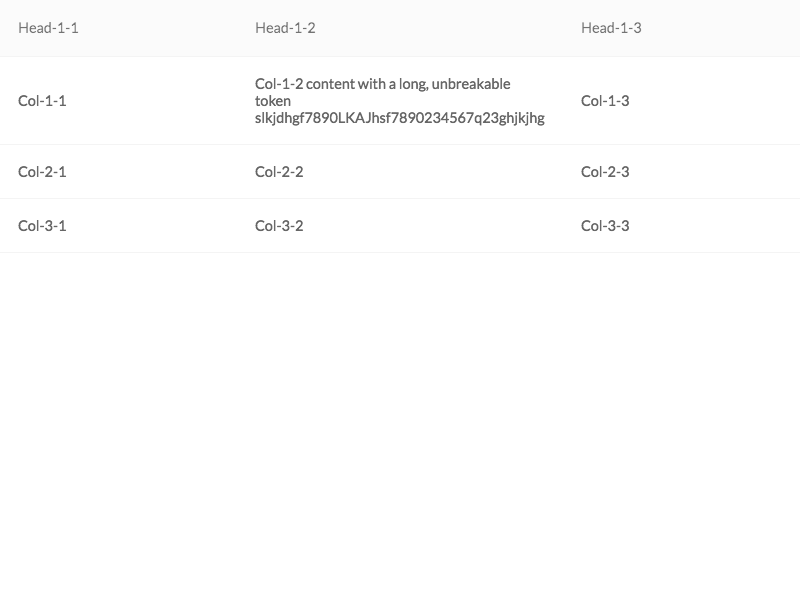 Head-1-1 Head-1-2 Head-1-3
Col-1-1 Col-1-2 content with a long, unbreakable
token
slkjdhgf7890LKAJhsf7890234567q23ghjkjhg Col-1-3
Col-2-1 Col-2-2 Col-2-3
Col-3-1 Col-3-2 Col-3-3